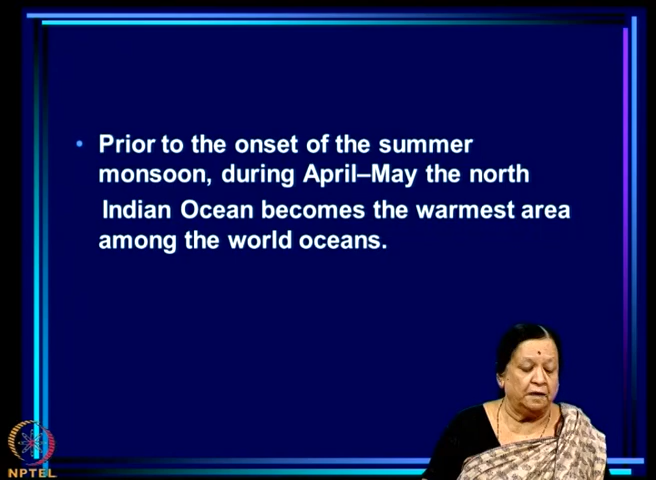 • Prior to the onset of the summer
monsoon, during April–May the north
Indian Ocean becomes the warmest area
among the world oceans.
NPTEL